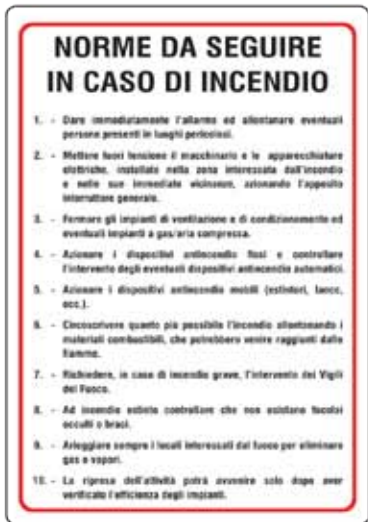 NORME DA SEGUIRE
IN CASO DI INCENDIO
1. - Dare immediatamente l'allarme ed allontanare eventuali
persone presenti in luoghi pericolosi.
2. - Mettere fuori tensione il macchinario e le apparecchiature
elettriche, installate nella zona interessata dall'incendio
e nelle sue immediate vicinanze, azionando l'apposito
interruttore generale.
3. - Fermare gli impianti di ventilazione e di condizionamento ed
eventuali impianti a gas/aria compressa.
4. - Azionare i dispositivi antincendio fissi e controllare
l'intervento degli eventuali dispositivi antincendio automatici.
5. - Azionare i dispositivi antincendio mobili (estintori, lance,
ecc.).
6. - Circoscrivere quanto più possibile l'incendio allontanando i
materiali combustibili, che potrebbero venire raggiunti dalle
fiamme.
7. - Richiedere, in caso di incendio grave, l'intervento dei Vigili
del Fuoco.
8. - Ad incendio estinto controllare che non esistano focolai
occulti o braci.
9. - Arieggiare sempre i locali interessati dal fuoco per eliminare
gas e vapori.
10. - La ripresa dell'attività potrà avvenire solo dopo aver
verificato l'efficienza degli impianti.